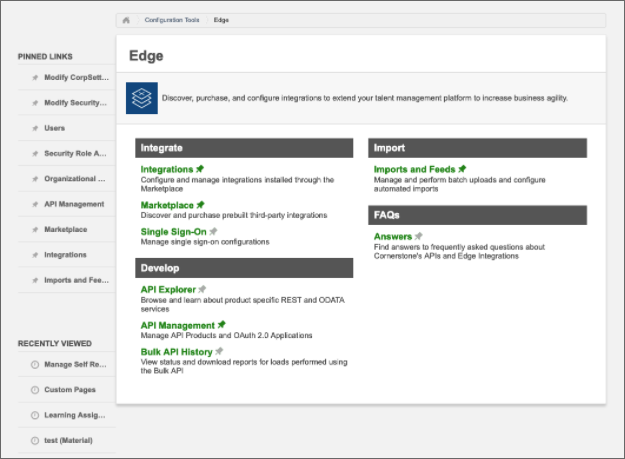 Configuration Tools
Edge
PINNED LINKS
Modify CorpSett...
Modify Security...
Users
Security Role A...
Organizational ...
API Management
Marketplace
Integrations
Imports and Fee...
RECENTLY VIEWED
Manage Self Re...
Custom Pages
Learning Assig...
test (Material)
Edge
Discover, purchase, and configure integrations to extend your talent management platform to increase business agility.
Integrate
Integrations
Configure and manage integrations installed through the
Marketplace
Marketplace
Discover and purchase prebuilt third-party integrations
Single Sign-On
Manage single sign-on configurations
Develop
API Explorer
Browse and learn about product specific REST and ODATA
services
API Management
Manage API Products and OAuth 2.0 Applications
Bulk API History
View status and download reports for loads performed using
the Bulk API
Import
Imports and Feeds
Manage and perform batch uploads and configure
automated imports
FAQs
Answers
Find answers to frequently asked questions about
Cornerstone's APIs and Edge Integrations